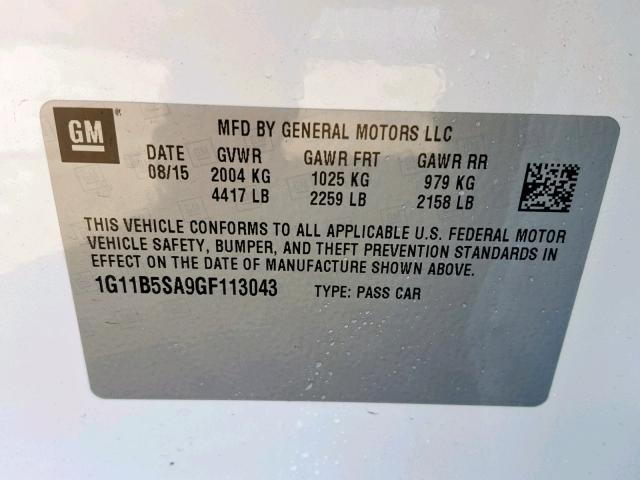 GM®
MFD BY GENERAL MOTORS LLC
DATE GVWR GAWR FRT GAWR RR
08/15 2004 KG 1025 KG 979 KG
4417 LB 2259 LB 2158 LB
THIS VEHICLE CONFORMS TO ALL APPLICABLE U.S. FEDERAL MOTOR
VEHICLE SAFETY, BUMPER, AND THEFT PREVENTION STANDARDS IN
EFFECT ON THE DATE OF MANUFACTURE SHOWN ABOVE.
1G11B5SA9GF113043 TYPE: PASS CAR